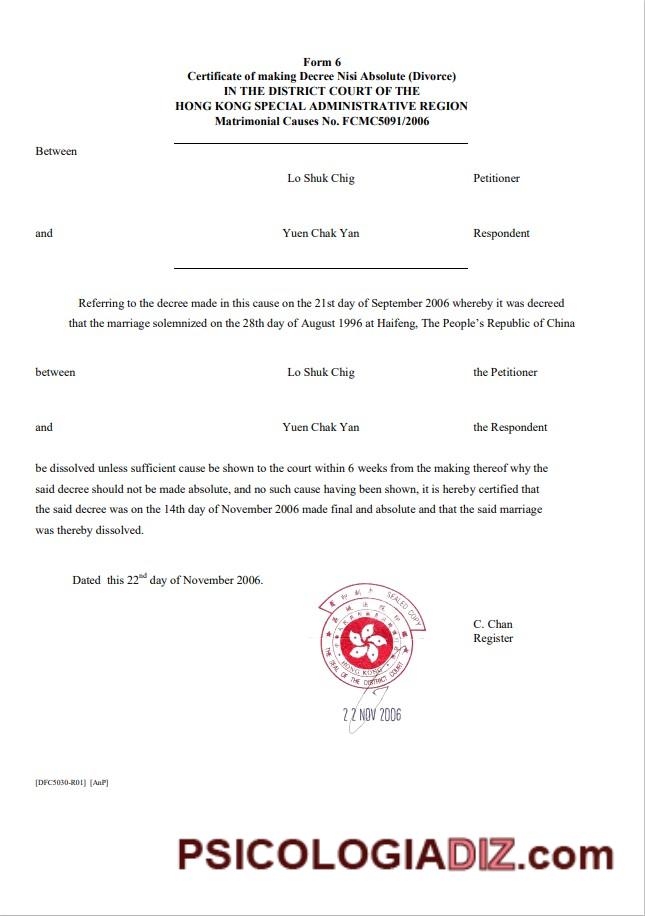 Form 6
Certificate of making Decree Nisi Absolute (Divorce)
IN THE DISTRICT COURT OF THE
HONG KONG SPECIAL ADMINISTRATIVE REGION
Matrimonial Causes No. FCMC5091/2006
Between
Lo Shuk Chig Petitioner
and Yuen Chak Yan Respondent
Referring to the decree made in this cause on the 21st day of September 2006 whereby it was decreed
that the marriage solemnized on the 28th day of August 1996 at Haifeng, The People's Republic of China
between Lo Shuk Chig the Petitioner
and Yuen Chak Yan the Respondent
be dissolved unless sufficient cause be shown to the court within 6 weeks from the making thereof why the
said decree should not be made absolute, and no such cause having been shown, it is hereby certified that
the said decree was on the 14th day of November 2006 made final and absolute and that the said marriage
was thereby dissolved.
Dated this 22nd day of November 2006.
SEALED COPY
HONG KONG
THE SEAL OF THE DISTRICT COURT
22 NOV 2006
C. Chan
Register
[DFC5030-R01] [AnP]
PSICOLOGIADIZ.com